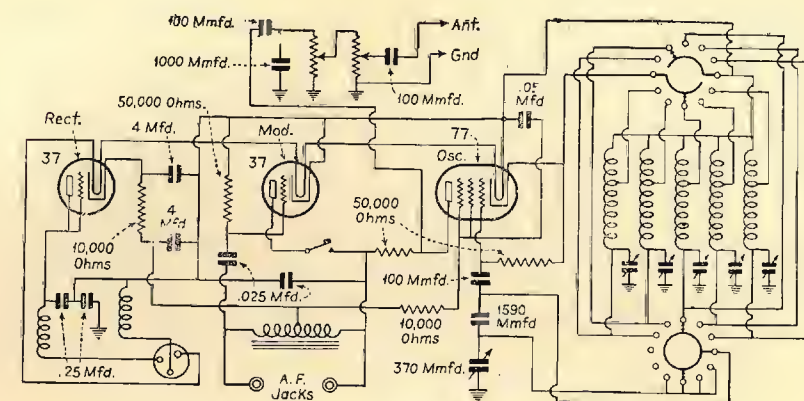 100 Mmfd.
Ant.
Gnd
1000 Mmfd.
100 Mmfd.
.05
Mfd
50,000 Ohms
Rect.
37
4 Mfd.
Mod.
37
77
Osc.
4
Mfd.
10,000
Ohms
50,000
Ohms
.025 Mfd.
100 Mmfd.
10,000
Ohms
1590
Mmfd
.25 Mfd.
370 Mmfd.
A.F.
Jacks